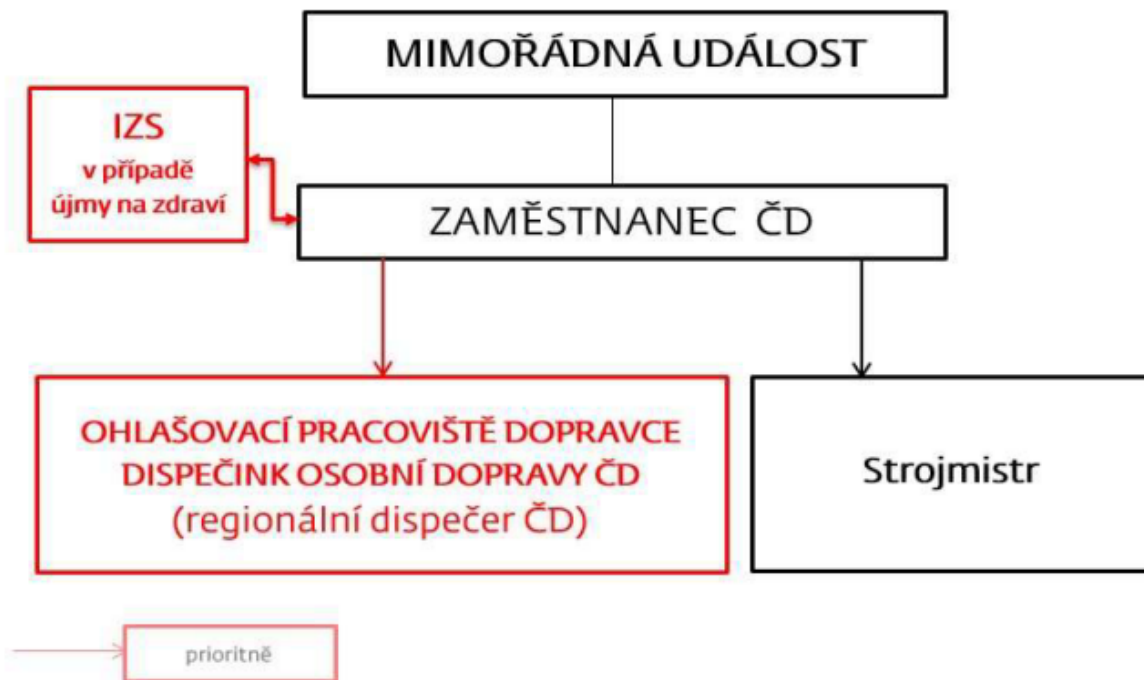 MIMOŘÁDNÁ UDÁLOST
IZS
v případě
újmy na zdraví
ZAMĚSTNANEC ČD
OHLAŠOVACÍ PRACOVIŠTĚ DOPRAVCE
DISPEČINK OSOBNÍ DOPRAVY ČD
(regionální dispečer ČD)
Strojmistr
prioritně